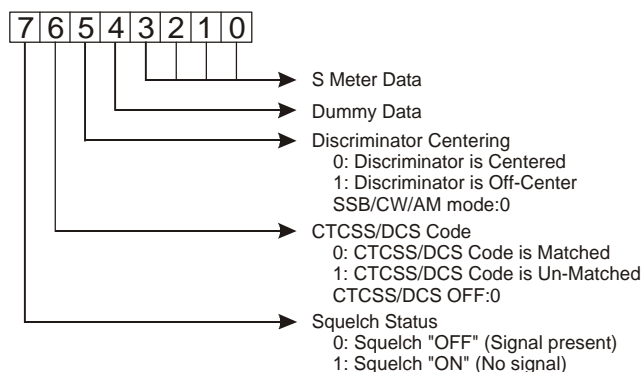 7 6 5 4 3 2 1 0
S Meter Data
Dummy Data
Discriminator Centering
0: Discriminator is Centered
1: Discriminator is Off-Center
SSB/CW/AM mode:0
CTCSS/DCS Code
0: CTCSS/DCS Code is Matched
1: CTCSS/DCS Code is Un-Matched
CTCSS/DCS OFF:0
Squelch Status
0: Squelch "OFF" (Signal present)
1: Squelch "ON" (No signal)